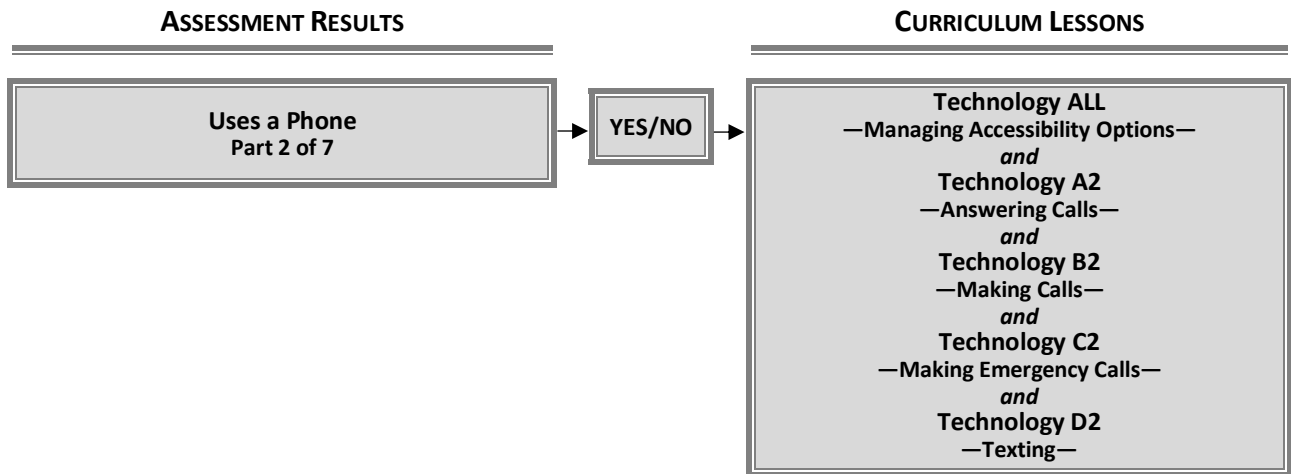 ASSESSMENT RESULTS
CURRICULUM LESSONS
Uses a Phone
Part 2 of 7
YES/NO
Technology ALL
—Managing Accessibility Options—
and
Technology A2
—Answering Calls—
and
Technology B2
—Making Calls—
and
Technology C2
—Making Emergency Calls—
and
Technology D2
—Texting—